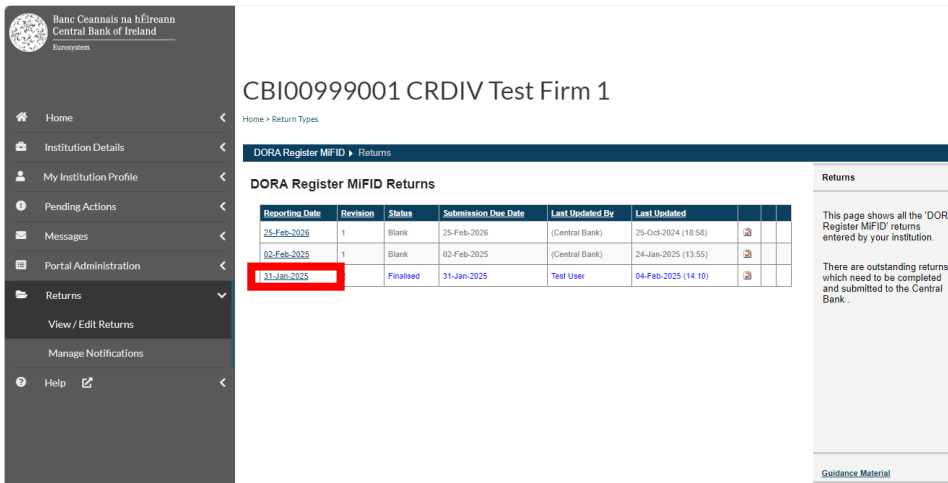 Banc Ceannais na hÉireann
Central Bank of Ireland
Eurosystem
CBI00999001 CRDIV Test Firm 1
Home > Return Types
Home
Institution Details
My Institution Profile
Pending Actions
Messages
Portal Administration
Returns
View / Edit Returns
Manage Notifications
Help
DORA Register MiFID Returns
DORA Register MiFID Returns
Reporting Date Revision Status Submission Due Date Last Updated By Last Updated
25-Feb-2026 1 Blank 25-Feb-2026 (Central Bank) 25-Oct-2024 (18:58)
02-Feb-2025 1 Blank 02-Feb-2025 (Central Bank) 24-Jan-2025 (13:55)
31-Jan-2025 Finalised 31-Jan-2025 Test User 04-Feb-2025 (14:10)
Returns
This page shows all the 'DOR
Register MiFID' returns
entered by your institution.
There are outstanding returns
which need to be completed
and submitted to the Central
Bank .
Guidance Material